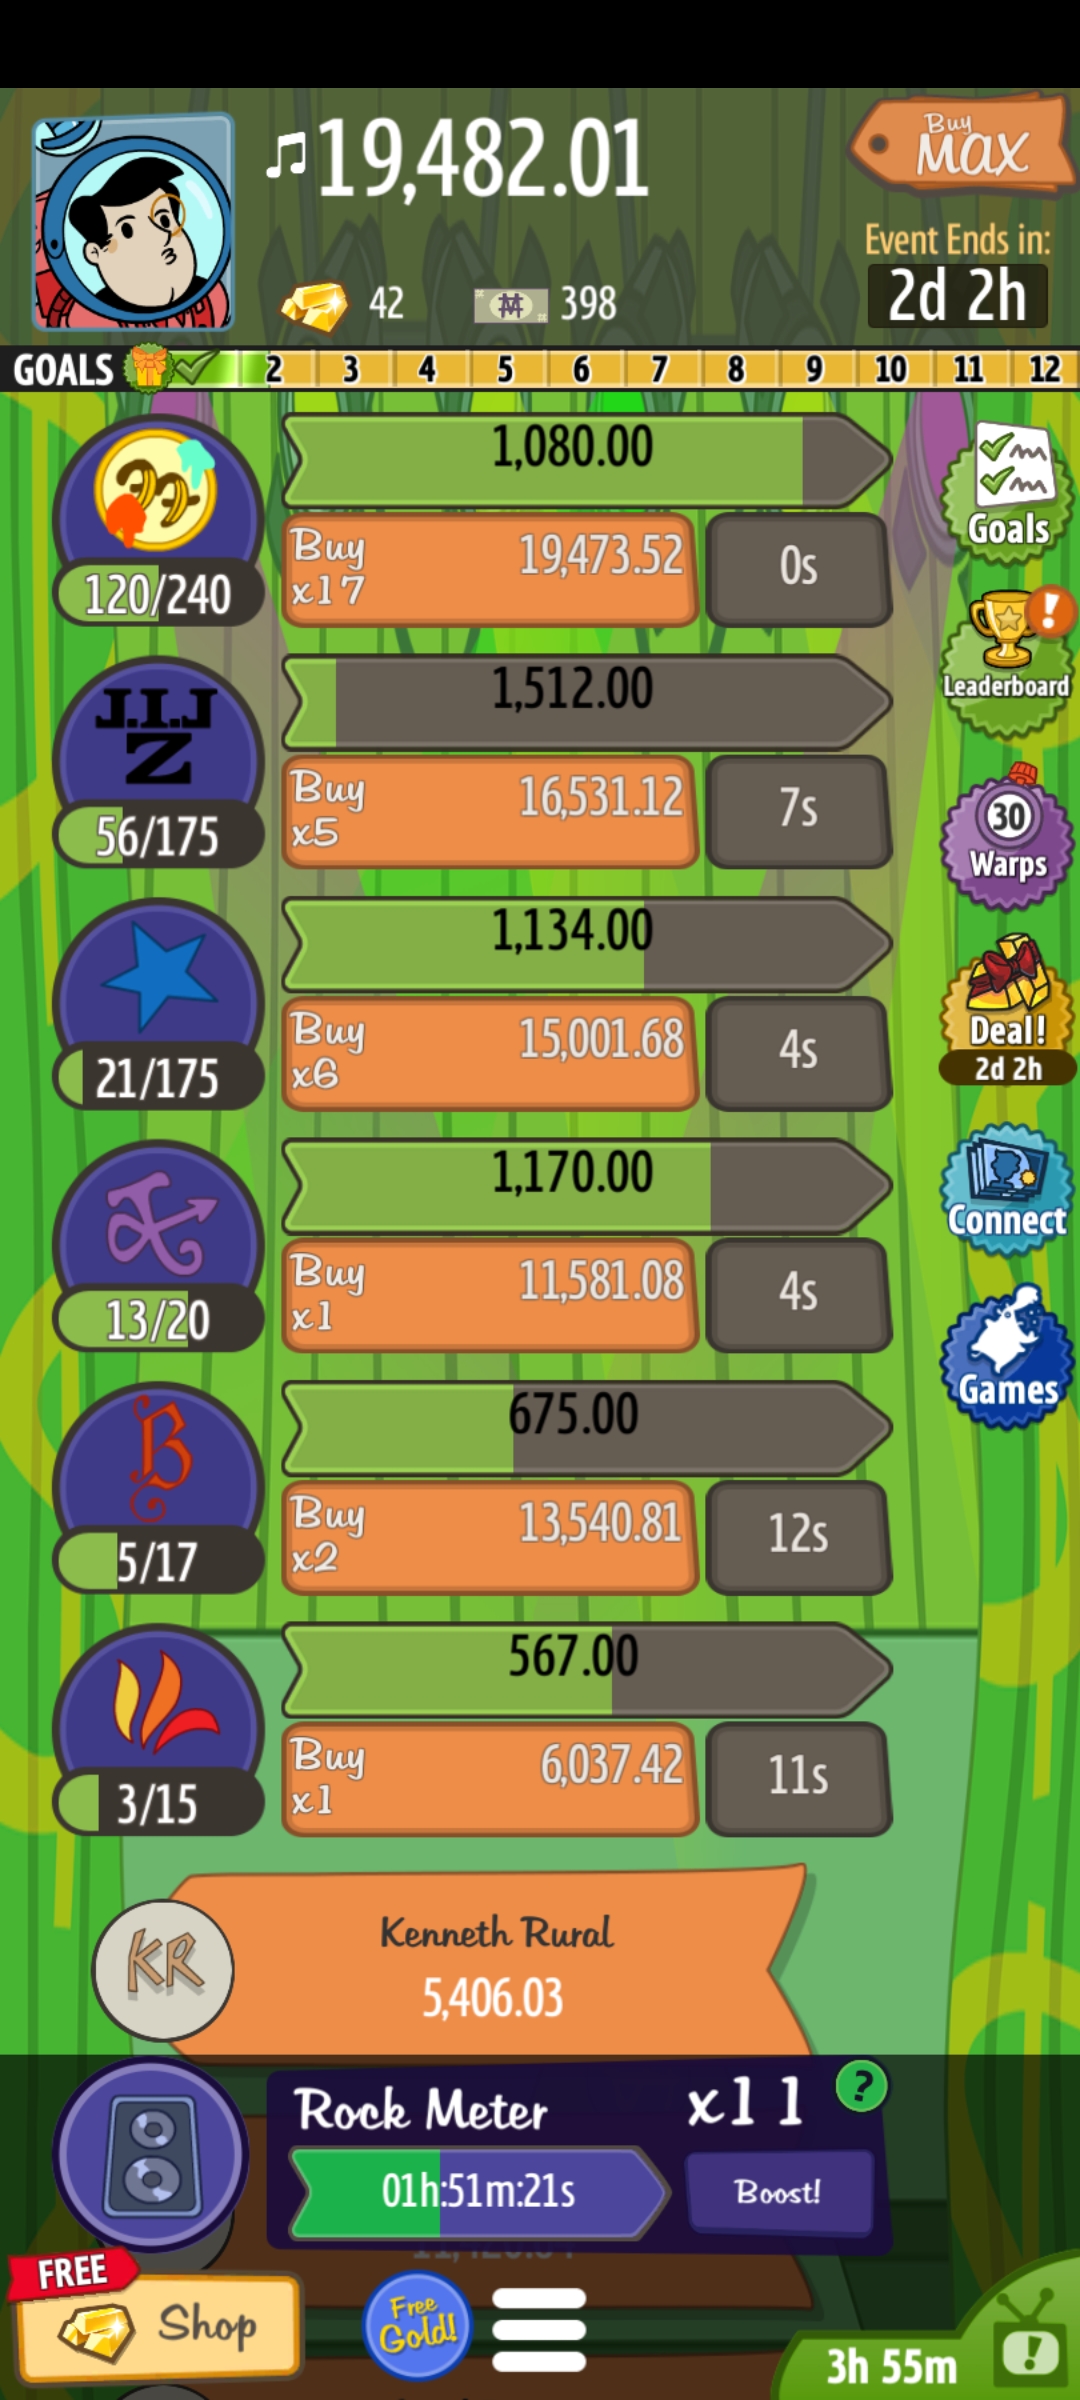 19,482.01
Buy
MAX
Event Ends in:
2d 2h
42
398
GOALS 2 3 4 5 6 7 8 9 10 11 12
1,080.00
Buy
x17
19,473.52
0s
120/240
Goals
J.I.J
Z
1,512.00
Buy
x5
16,531.12
7s
56/175
Leaderboard
30
Warps
1,134.00
Buy
x6
15,001.68
4s
21/175
Deal!
2d 2h
1,170.00
Buy
x1
11,581.08
4s
13/20
Connect
B
675.00
Buy
x2
13,540.81
12s
5/17
Games
567.00
Buy
x1
6,037.42
11s
3/15
KR
Kenneth Rural
5,406.03
Rock Meter
x11
?
01h:51m:21s
Boost!
FREE
Shop
Free
Gold!
3h 55m
!